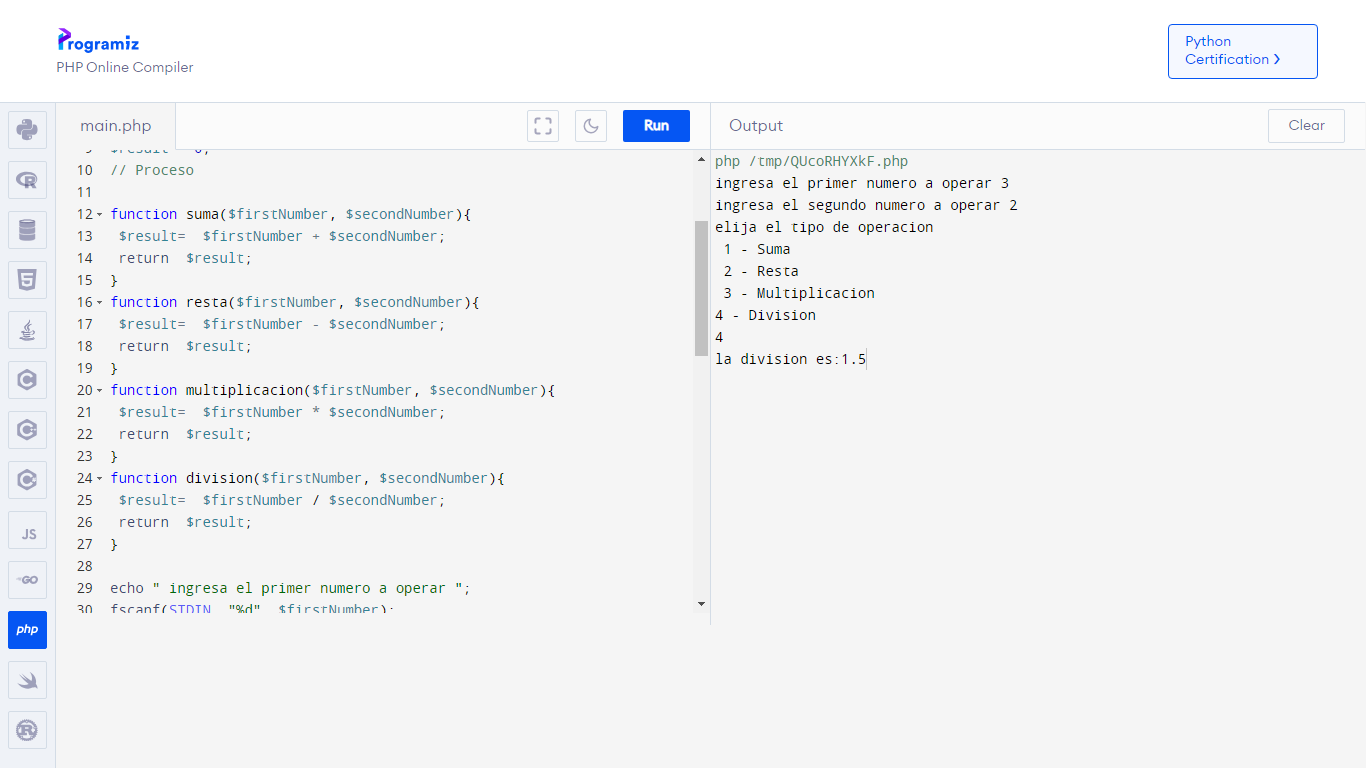 Programiz
PHP Online Compiler
Python
Certification ❯
main.php
Run
Output
Clear
9 $result = 0;
10 // Proceso
11
12 function suma($firstNumber, $secondNumber){
13 $result=  $firstNumber + $secondNumber;
14 return  $result;
15 }
16 function resta($firstNumber, $secondNumber){
17 $result=  $firstNumber - $secondNumber;
18 return  $result;
19 }
20 function multiplicacion($firstNumber, $secondNumber){
21 $result=  $firstNumber * $secondNumber;
22 return  $result;
23 }
24 function division($firstNumber, $secondNumber){
25 $result=  $firstNumber / $secondNumber;
26 return  $result;
27 }
28
29 echo " ingresa el primer numero a operar ";
30 fscanf(STDIN, "%d", $firstNumber);
php /tmp/QUcoRHYXkF.php
ingresa el primer numero a operar 3
ingresa el segundo numero a operar 2
elija el tipo de operacion
1 - Suma
2 - Resta
3 - Multiplicacion
4 - Division
4
la division es:1.5
R
5
C
C
C
JS
GO
php
R